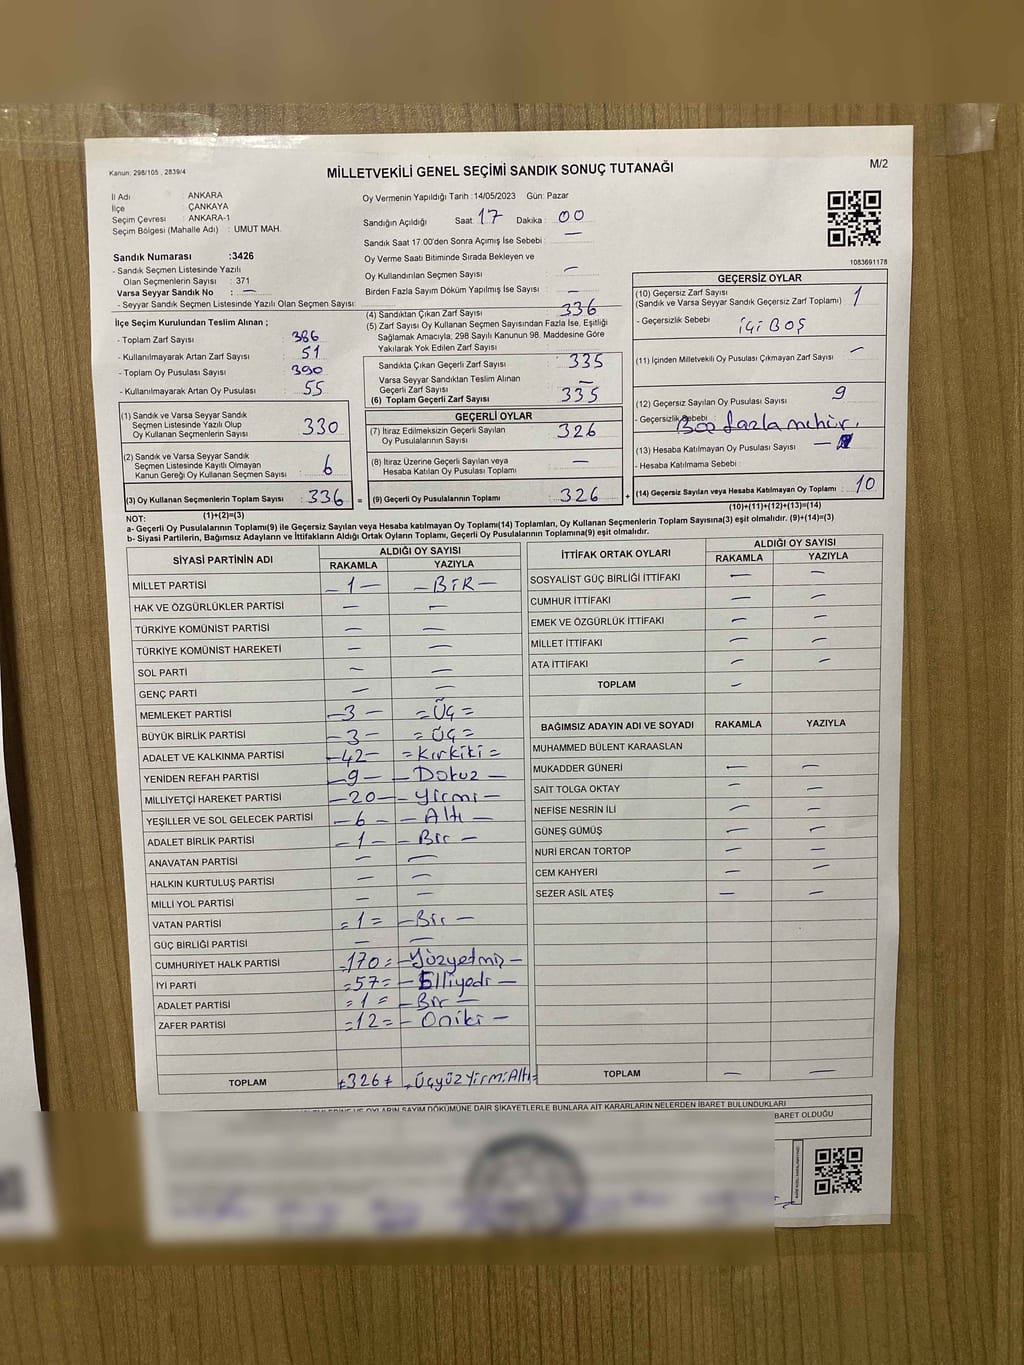 Kanun: 298/105 , 2839/4
MİLLETVEKİLİ GENEL SEÇİMİ SANDIK SONUÇ TUTANAĞI
M/2
İl Adı : ANKARA
İlçe : ÇANKAYA
Seçim Çevresi : ANKARA-1
Seçim Bölgesi (Mahalle Adı) : UMUT MAH.
Sandık Numarası :3426
- Sandık Seçmen Listesinde Yazılı
Olan Seçmenlerin Sayısı : 371
Varsa Seyyar Sandık No : —
- Seyyar Sandık Seçmen Listesinde Yazılı Olan Seçmen Sayısı:
Oy Vermenin Yapıldığı Tarih :14/05/2023 Gün: Pazar
Sandığın Açıldığı Saat: 17 Dakika : 00
Sandık Saat 17:00'den Sonra Açımış İse Sebebi : —
Oy Verme Saati Bitiminde Sırada Bekleyen ve
Oy Kullandırılan Seçmen Sayısı : —
Birden Fazla Sayım Döküm Yapılmış İse Sayısı : —
1083691178
İlçe Seçim Kurulundan Teslim Alınan ;
- Toplam Zarf Sayısı : 386
- Kullanılmayarak Artan Zarf Sayısı : 51
- Toplam Oy Pusulası Sayısı : 390
- Kullanılmayarak Artan Oy Pusulası : 55
(1) Sandık ve Varsa Seyyar Sandık
Seçmen Listesinde Yazılı Olup
Oy Kullanan Seçmenlerin Sayısı : 330
(2) Sandık ve Varsa Seyyar Sandık
Seçmen Listesinde Kayıtlı Olmayan
Kanun Gereği Oy Kullanan Seçmen Sayısı : 6
(3) Oy Kullanan Seçmenlerin Toplam Sayısı : 336 =
(1)+(2)=(3)
(4) Sandıktan Çıkan Zarf Sayısı : 336
(5) Zarf Sayısı Oy Kullanan Seçmen Sayısından Fazla İse, Eşitliği
Sağlamak Amacıyla; 298 Sayılı Kanunun 98. Maddesine Göre
Yakılarak Yok Edilen Zarf Sayısı :
Sandıkta Çıkan Geçerli Zarf Sayısı : 335
Varsa Seyyar Sandıktan Teslim Alınan
Geçerli Zarf Sayısı : —
(6) Toplam Geçerli Zarf Sayısı : 335
GEÇERLİ OYLAR
(7) İtiraz Edilmeksizin Geçerli Sayılan
Oy Pusulalarının Sayısı : 326
(8) İtiraz Üzerine Geçerli Sayılan veya
Hesaba Katılan Oy Pusulası Toplamı : —
(9) Geçerli Oy Pusulalarının Toplamı : 326 +
GEÇERSİZ OYLAR
(10) Geçersiz Zarf Sayısı
(Sandık ve Varsa Seyyar Sandık Geçersiz Zarf Toplamı) : 1
- Geçersizlik Sebebi : içi BOŞ
(11) İçinden Milletvekili Oy Pusulası Çıkmayan Zarf Sayısı : —
(12) Geçersiz Sayılan Oy Pusulası Sayısı : 9
- Geçersizlik Sebebi : fazla mühür.
(13) Hesaba Katılmayan Oy Pusulası Sayısı : —
- Hesaba Katılmama Sebebi :
(14) Geçersiz Sayılan veya Hesaba Katılmayan Oy Toplamı : 10
(10)+(11)+(12)+(13)=(14)
NOT:
a- Geçerli Oy Pusulalarının Toplamı(9) ile Geçersiz Sayılan veya Hesaba katılmayan Oy Toplamı(14) Toplamları, Oy Kullanan Seçmenlerin Toplam Sayısına(3) eşit olmalıdır. (9)+(14)=(3)
b- Siyasi Partilerin, Bağımsız Adayların ve İttifakların Aldığı Ortak Oyların Toplamı, Geçerli Oy Pusulalarının Toplamına(9) eşit olmalıdır.
SİYASİ PARTİNİN ADI ALDIĞI OY SAYISI
RAKAMLA YAZIYLA
MİLLET PARTİSİ — 1 — — BİR —
HAK VE ÖZGÜRLÜKLER PARTİSİ — —
TÜRKİYE KOMÜNİST PARTİSİ — —
TÜRKİYE KOMÜNİST HAREKETİ — —
SOL PARTİ — —
GENÇ PARTİ — —
MEMLEKET PARTİSİ — 3 — = Üç =
BÜYÜK BİRLİK PARTİSİ — 3 — = Üç =
ADALET VE KALKINMA PARTİSİ — 42 — = Kırkiki =
YENİDEN REFAH PARTİSİ — 9 — — Dokuz —
MİLLİYETÇİ HAREKET PARTİSİ — 20 — — Yirmi —
YEŞİLLER VE SOL GELECEK PARTİSİ — 6 — — Altı —
ADALET BİRLİK PARTİSİ — 1 — — Bir —
ANAVATAN PARTİSİ — —
HALKIN KURTULUŞ PARTİSİ — —
MİLLİ YOL PARTİSİ — —
VATAN PARTİSİ = 1 = — Bir —
GÜÇ BİRLİĞİ PARTİSİ — —
CUMHURİYET HALK PARTİSİ = 170 = — Yüzyetmiş —
İYİ PARTİ = 57 = — Elliyedi —
ADALET PARTİSİ = 1 = — Bir —
ZAFER PARTİSİ = 12 = — Oniki —
TOPLAM ≠ 326 ≠ = ÜçyüzYirmiAltı =
İTTİFAK ORTAK OYLARI ALDIĞI OY SAYISI
RAKAMLA YAZIYLA
SOSYALİST GÜÇ BİRLİĞİ İTTİFAKI — —
CUMHUR İTTİFAKI — —
EMEK VE ÖZGÜRLÜK İTTİFAKI — —
MİLLET İTTİFAKI — —
ATA İTTİFAKI — —
TOPLAM —
BAĞIMSIZ ADAYIN ADI VE SOYADI RAKAMLA YAZIYLA
MUHAMMED BÜLENT KARAASLAN
MUKADDER GÜNERİ — —
SAİT TOLGA OKTAY — —
NEFİSE NESRİN İLİ — —
GÜNEŞ GÜMÜŞ — —
NURİ ERCAN TORTOP — —
CEM KAHYERİ — —
SEZER ASİL ATEŞ — —
TOPLAM — —
VE OYLARIN SAYIM DÖKÜMÜNE DAİR ŞİKAYETLERLE BUNLARA AİT KARARLARIN NELERDEN İBARET BULUNDUKLARI
BARET OLDUĞU